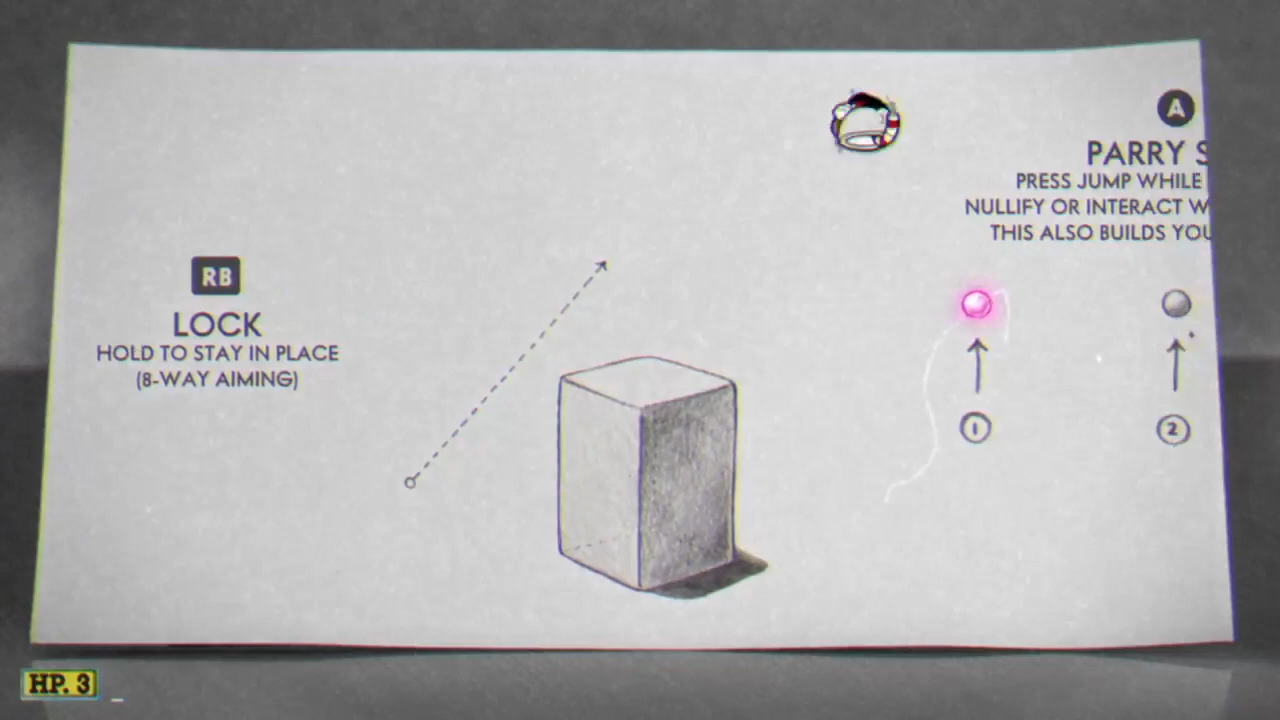 RB
LOCK
HOLD TO STAY IN PLACE
(8-WAY AIMING)
A
PARRY S
PRESS JUMP WHILE
NULLIFY OR INTERACT W
THIS ALSO BUILDS YOU
1
2
HP. 3